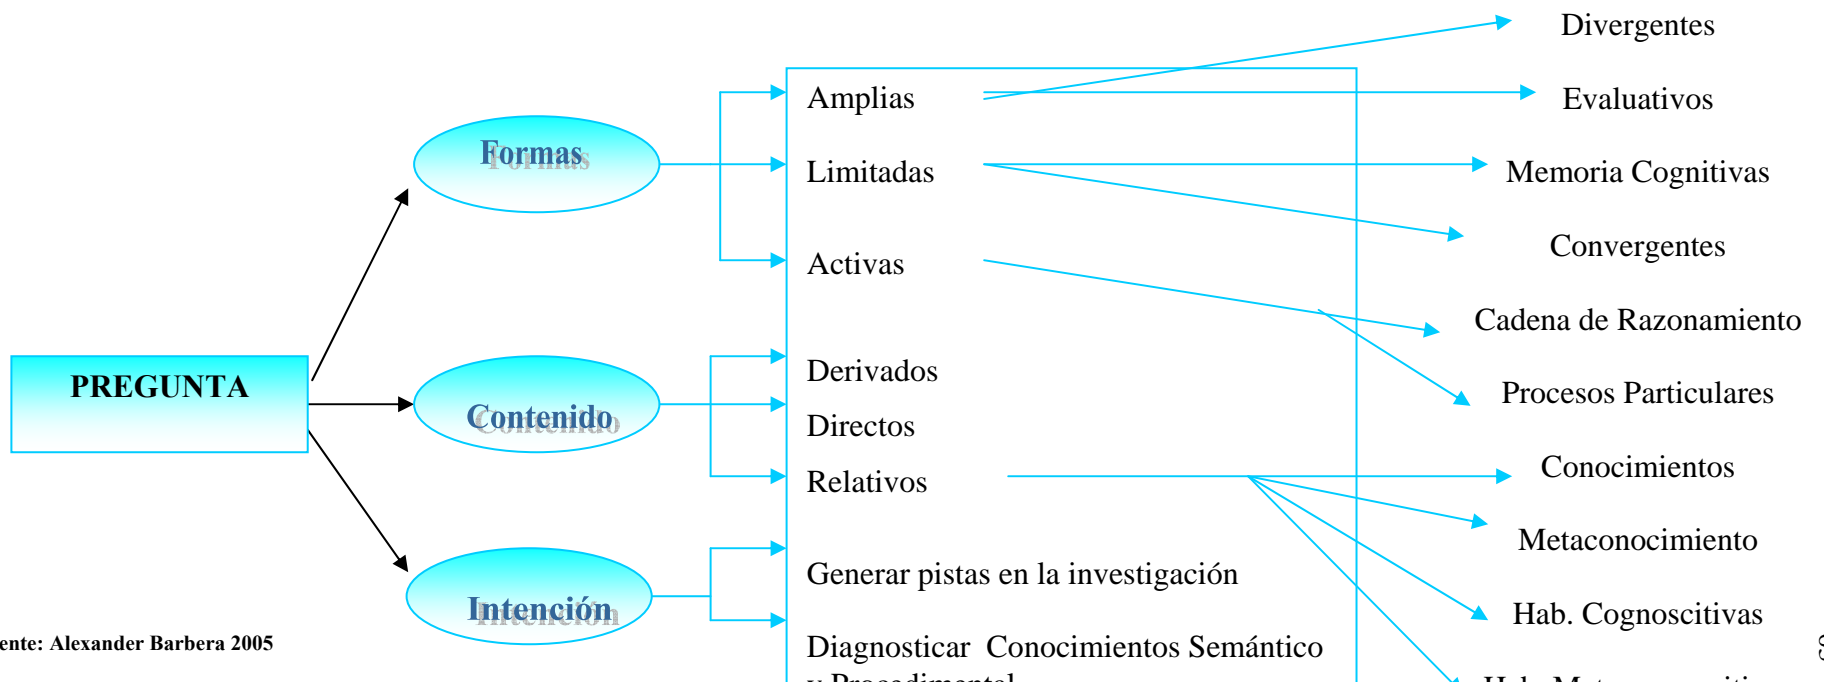 Divergentes
Amplias
Evaluativos
Formas
Limitadas
Memoria Cognitivas
Convergentes
Activas
Cadena de Razonamiento
PREGUNTA
Derivados
Procesos Particulares
Contenido
Directos
Relativos
Conocimientos
Metaconocimiento
Generar pistas en la investigación
Intención
Hab. Cognoscitivas
Diagnosticar Conocimientos Semántico
y Procedimental
Alexander Barbera 2005